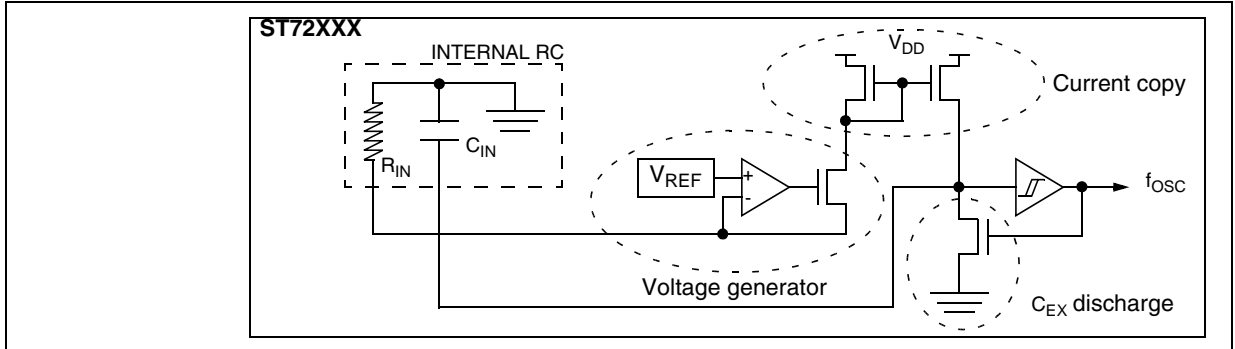 ST72XXX
INTERNAL RC
V_DD
Current copy
R_IN
C_IN
V_REF
+
-
f_OSC
Voltage generator
C_EX discharge